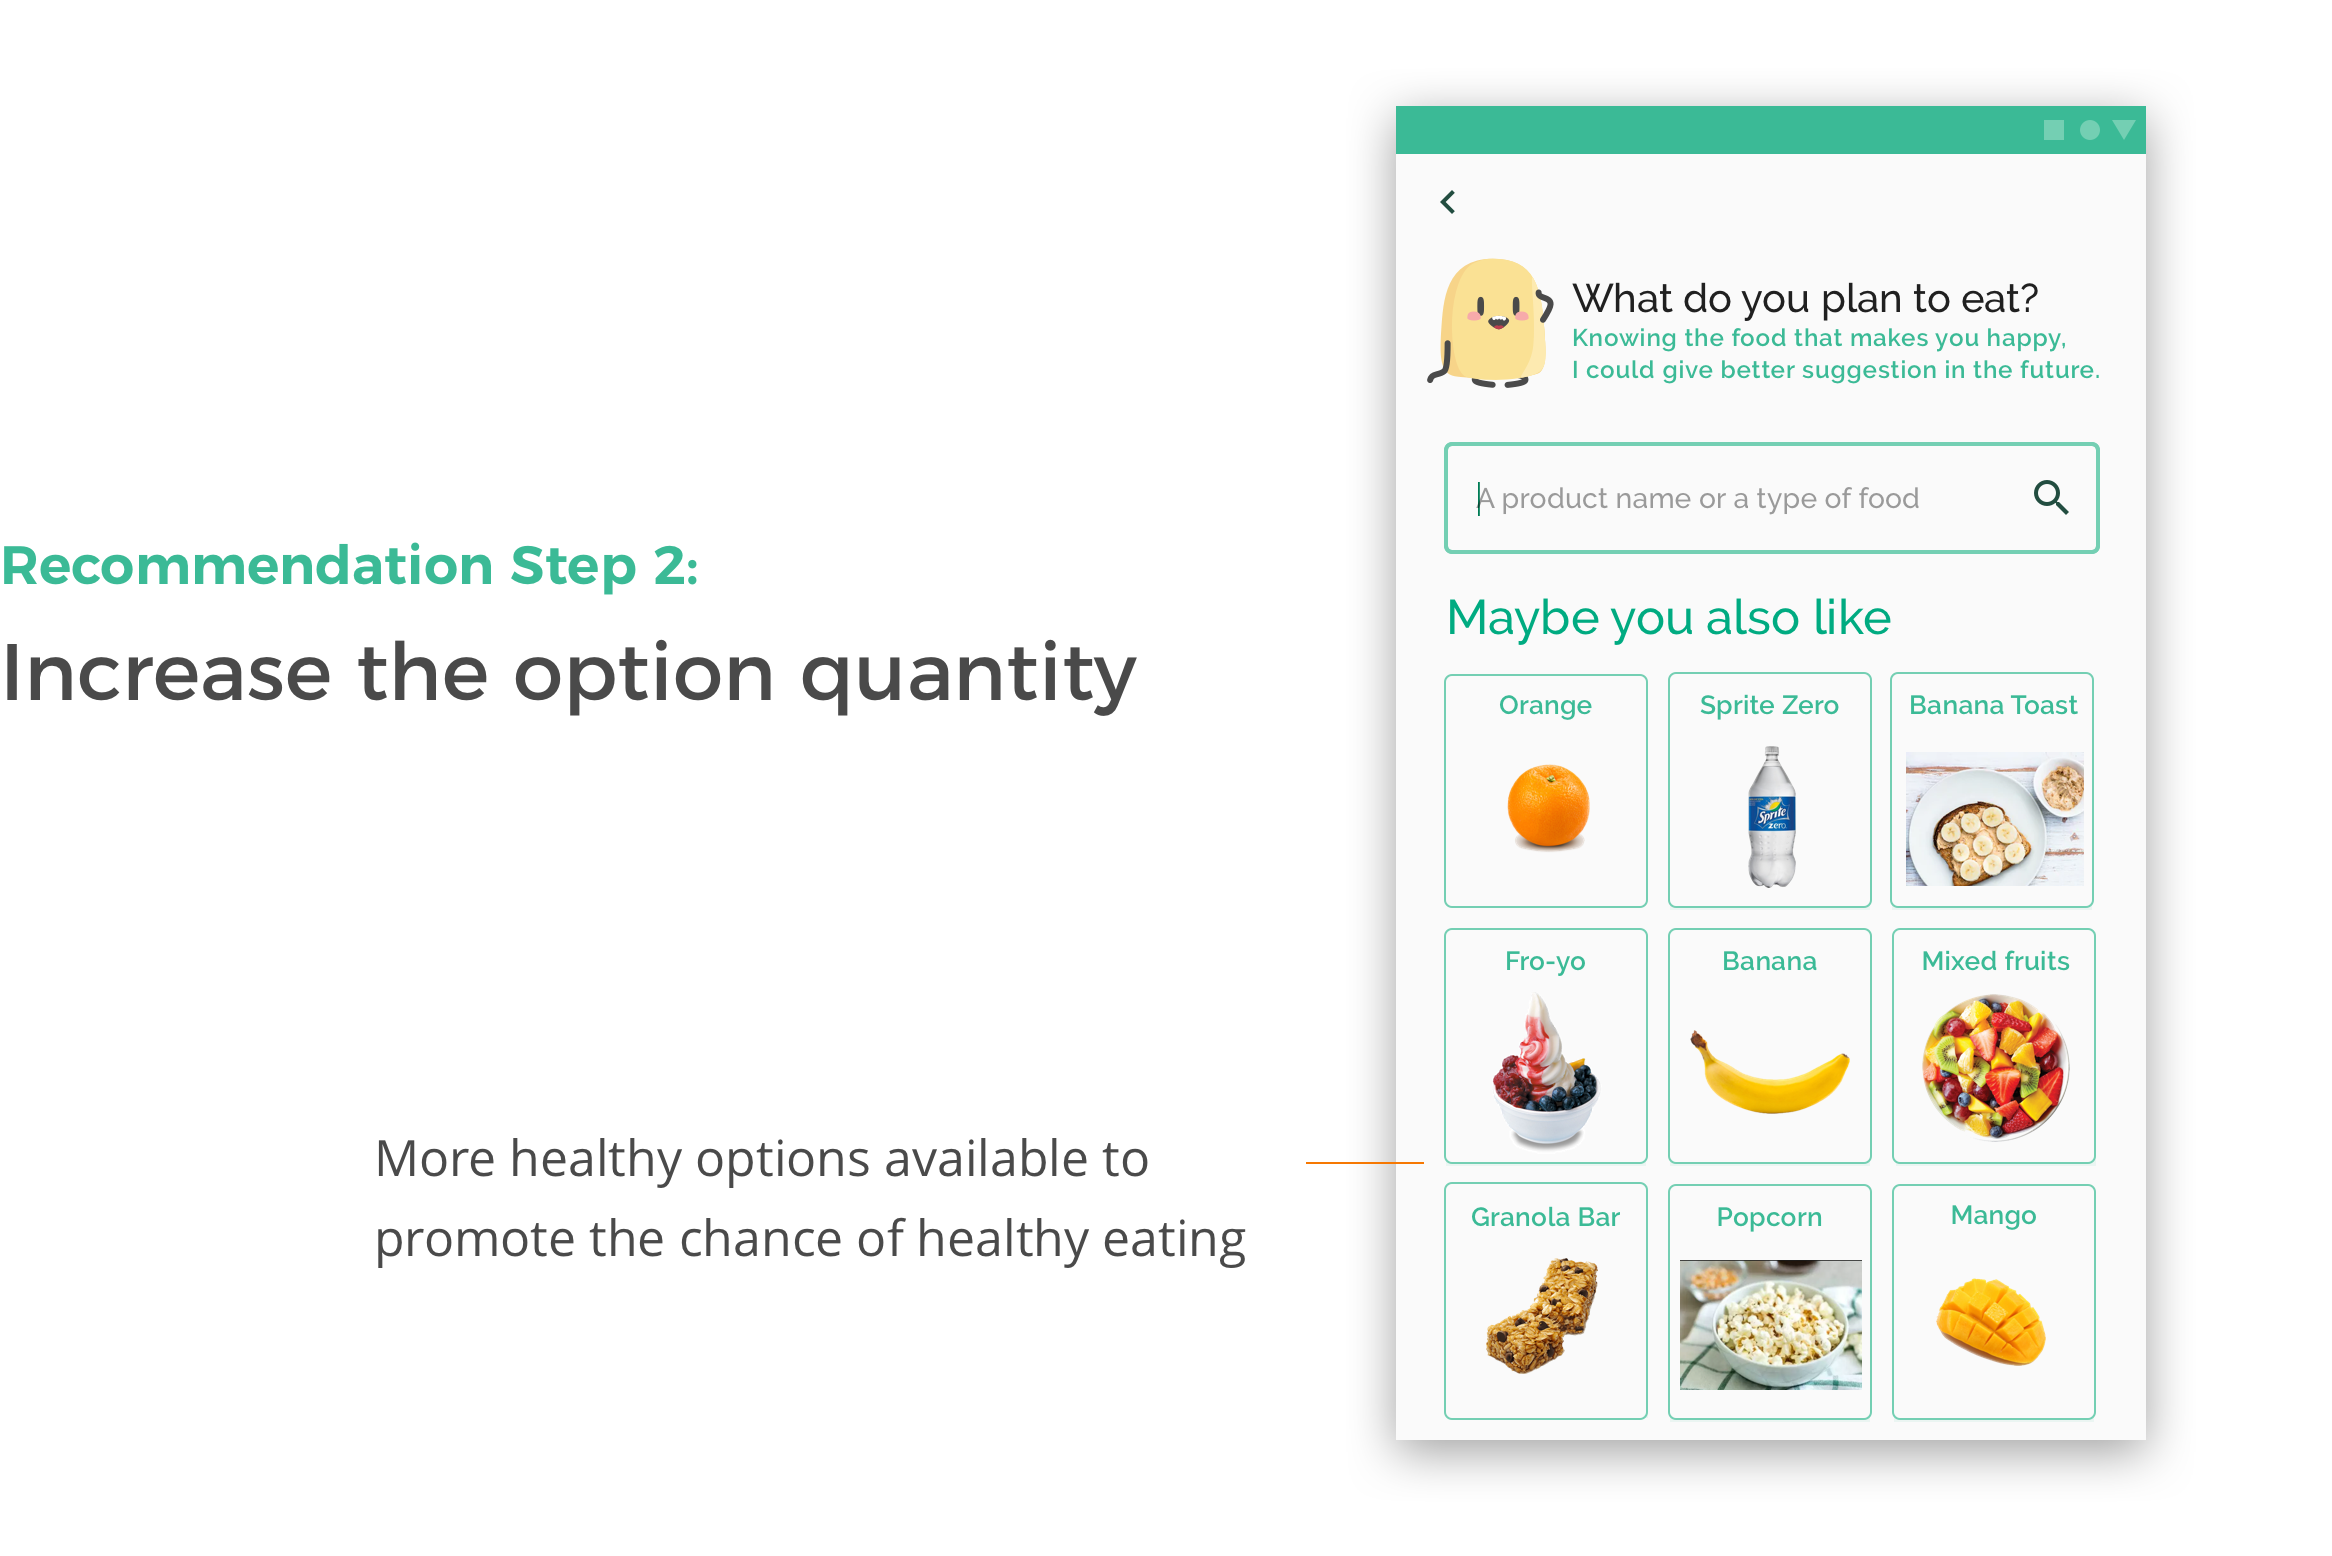 Recommendation Step 2:
Increase the option quantity
More healthy options available to
promote the chance of healthy eating
What do you plan to eat?
Knowing the food that makes you happy,
I could give better suggestion in the future.
A product name or a type of food
Maybe you also like
Orange
Sprite Zero
Sprite
zero
Banana Toast
Fro-yo
Banana
Mixed fruits
Granola Bar
Popcorn
Mango